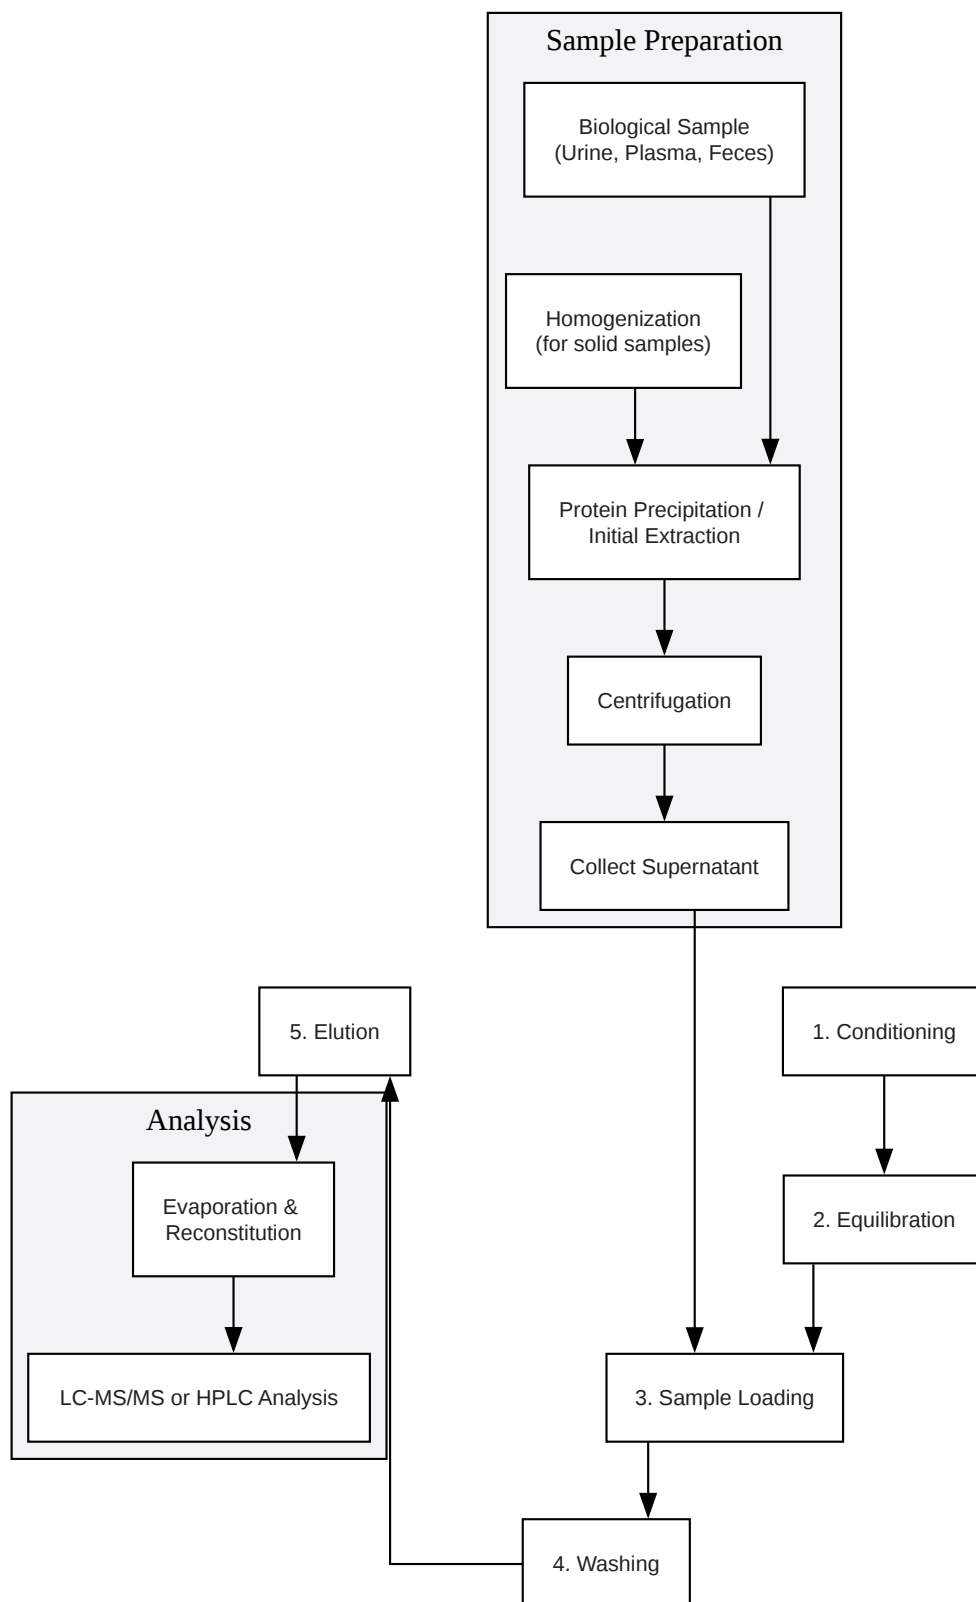 Sample Preparation
Biological Sample
(Urine, Plasma, Feces)
Homogenization
(for solid samples)
Protein Precipitation /
Initial Extraction
Centrifugation
Collect Supernatant
5. Elution
1. Conditioning
Analysis
Evaporation &
Reconstitution
2. Equilibration
LC-MS/MS or HPLC Analysis
3. Sample Loading
4. Washing